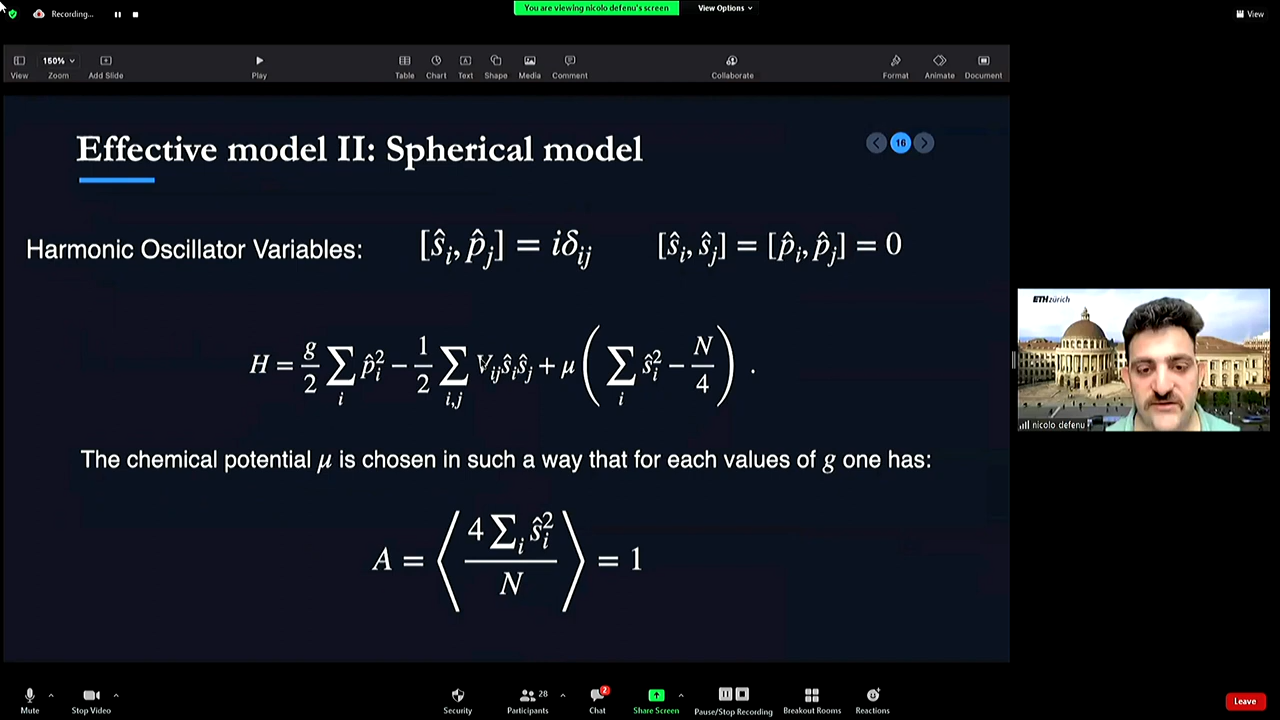 Recording...
You are viewing nicolo defenu's screen
View Options
View
150%
View
Zoom
Add Slide
Play
Table
Chart
Text
Shape
Media
Comment
Collaborate
Format
Animate
Document
Effective model II: Spherical model
16
Harmonic Oscillator Variables: [ŝ_i, p̂_j] = iδ_ij [ŝ_i, ŝ_j] = [p̂_i, p̂_j] = 0
H = g/2 ∑_i p̂_i^2 − 1/2 ∑_{i,j} V_ij ŝ_i ŝ_j + μ (∑_i ŝ_i^2 − N/4) .
The chemical potential μ is chosen in such a way that for each values of g one has:
A = ⟨ 4 ∑_i ŝ_i^2 / N ⟩ = 1
ETH zürich
nicolo defenu
Mute
Stop Video
Security
28
Participants
2
Chat
Share Screen
Pause/Stop Recording
Breakout Rooms
Reactions
Leave